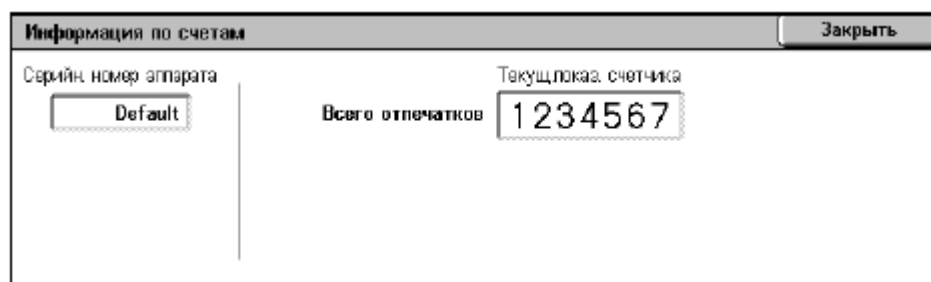 Информация по счетам
Закрыть
Серийн. номер аппарата
Default
Текущ.показ. счетчика
Всего отпечатков 1234567